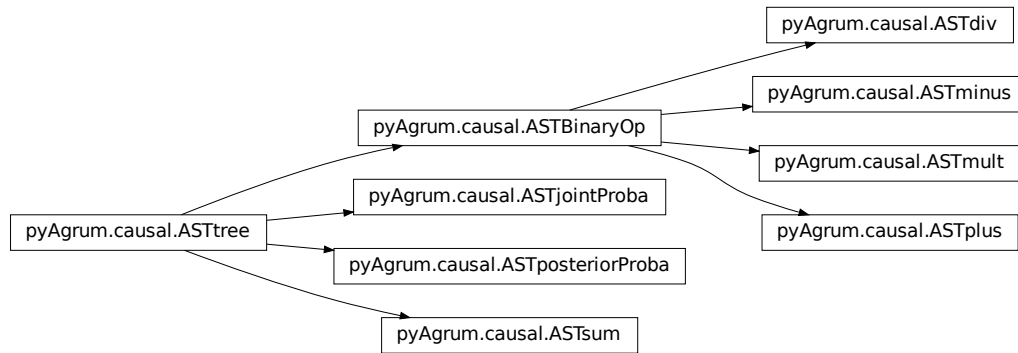 pyAgrum.causal.ASTdiv
pyAgrum.causal.ASTminus
pyAgrum.causal.ASTBinaryOp
pyAgrum.causal.ASTmult
pyAgrum.causal.ASTjointProba
pyAgrum.causal.ASTtree
pyAgrum.causal.ASTplus
pyAgrum.causal.ASTposteriorProba
pyAgrum.causal.ASTsum